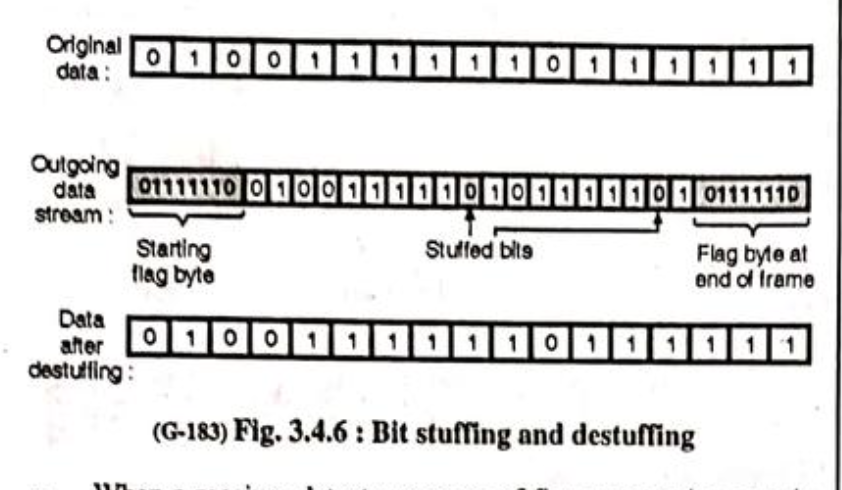 Original
data :
0 1 0 0 1 1 1 1 1 1 0 1 1 1 1 1 1
Outgoing
data
stream :
01111110 0 1 0 0 1 1 1 1 1 0 1 0 1 1 1 1 1 0 1 01111110
Starting
flag byte
Stuffed bits
Flag byte at
end of frame
Data
after
destuffing :
0 1 0 0 1 1 1 1 1 1 0 1 1 1 1 1 1
(G-183) Fig. 3.4.6 : Bit stuffing and destuffing
When a